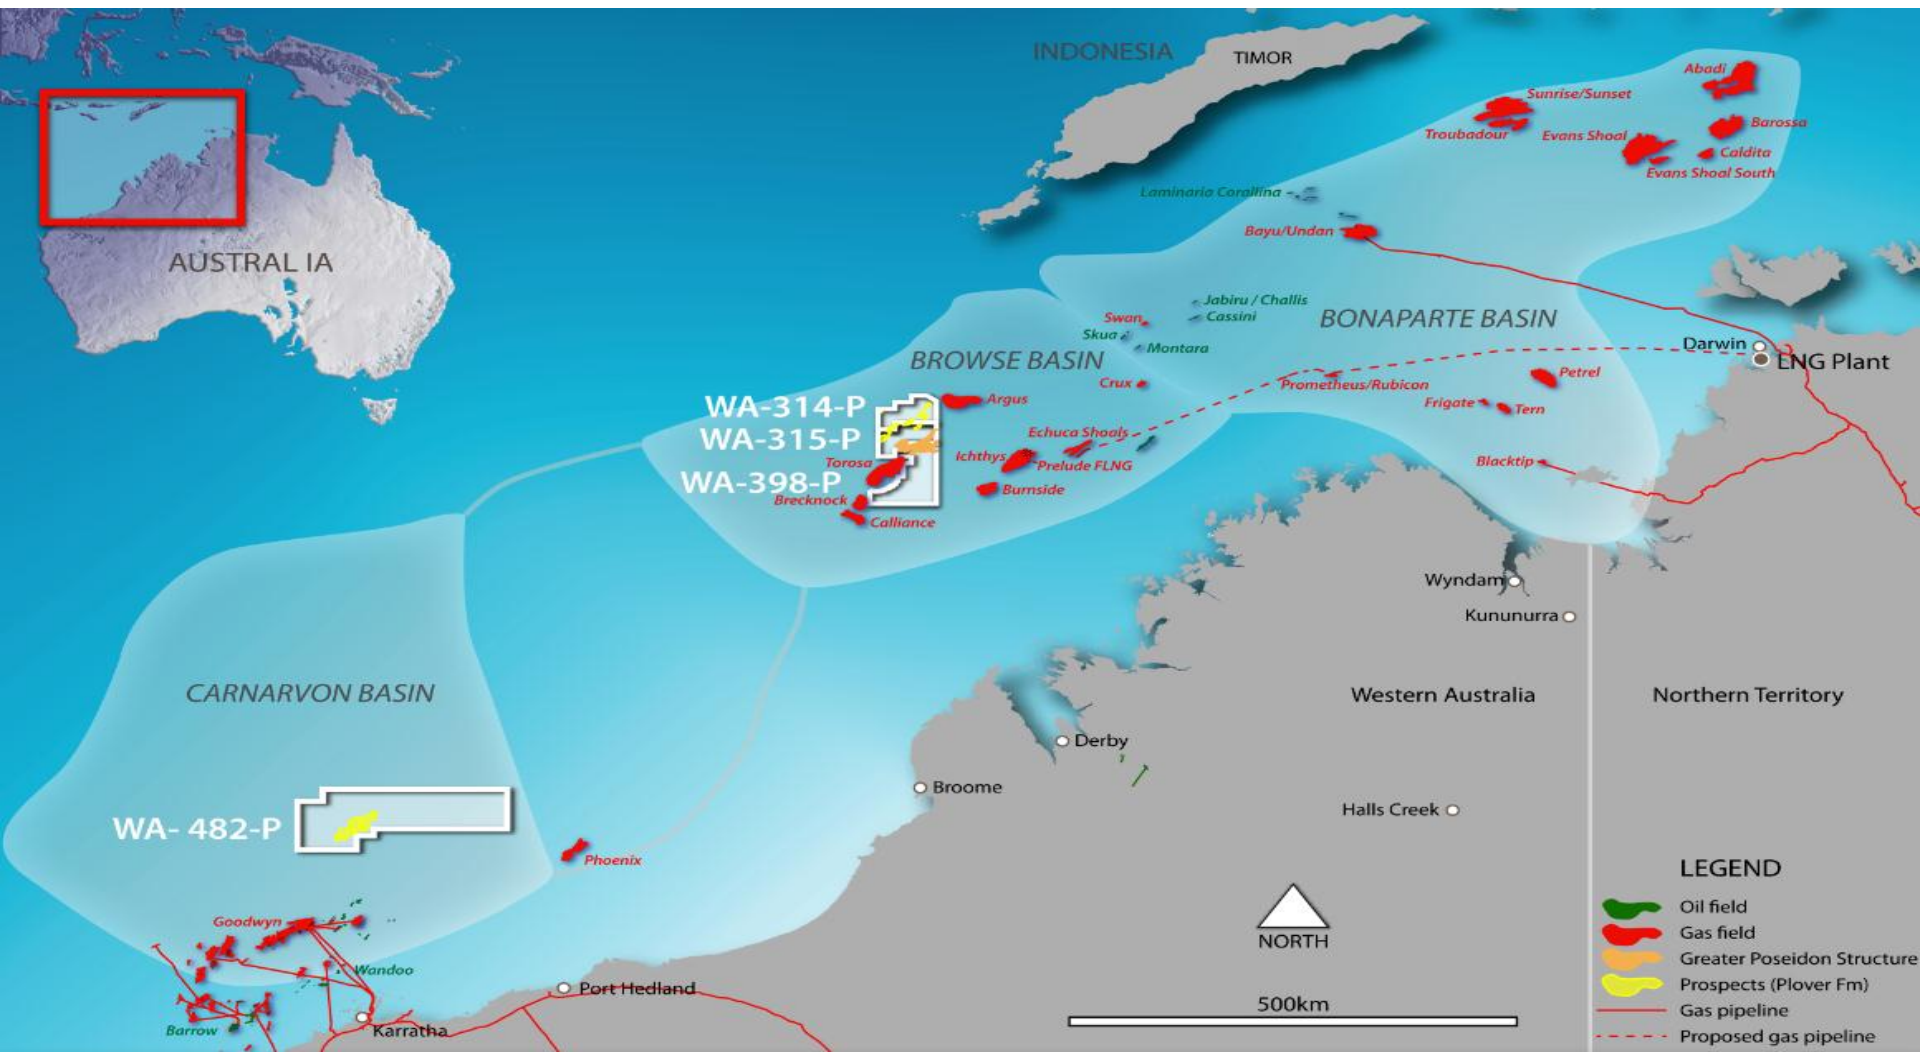 INDONESIA
TIMOR
Abadi
Sunrise/Sunset
Troubadour
Evans Shoal
Barossa
Caldita
Evans Shoal South
Laminaria Corallina
Bayu/Undan
AUSTRAL IA
Jabiru / Challis
Swan
Cassini
Skua
Montara
BONAPARTE BASIN
Darwin
LNG Plant
BROWSE BASIN
Crux
Prometheus/Rubicon
Petrel
Frigate
Tern
WA-314-P
Argus
WA-315-P
Echuca Shoals
Torosa
Ichthys
Prelude FLNG
Blacktip
WA-398-P
Burnside
Brecknock
Calliance
Wyndam
Kununurra
CARNARVON BASIN
Western Australia
Northern Territory
Derby
Broome
Halls Creek
WA- 482-P
Phoenix
LEGEND
Oil field
Gas field
Greater Poseidon Structure
Prospects (Plover Fm)
Gas pipeline
Proposed gas pipeline
NORTH
500km
Goodwyn
Wandoo
Port Hedland
Barrow
Karratha